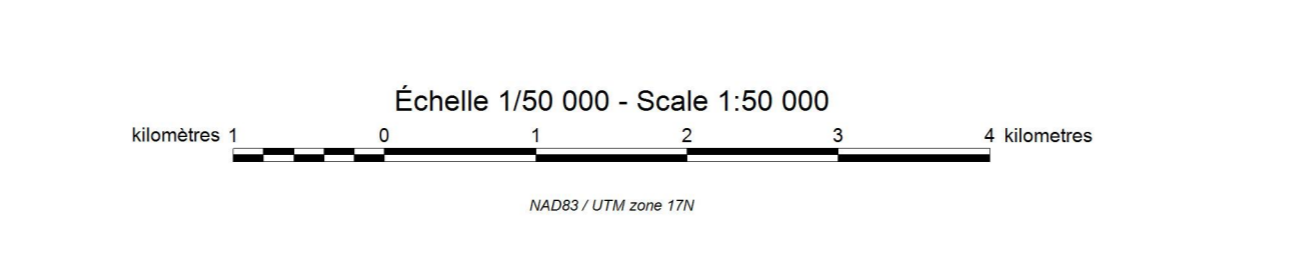 Échelle 1/50 000 - Scale 1:50 000
kilomètres 1 0 1 2 3 4 kilometres
NAD83 / UTM zone 17N